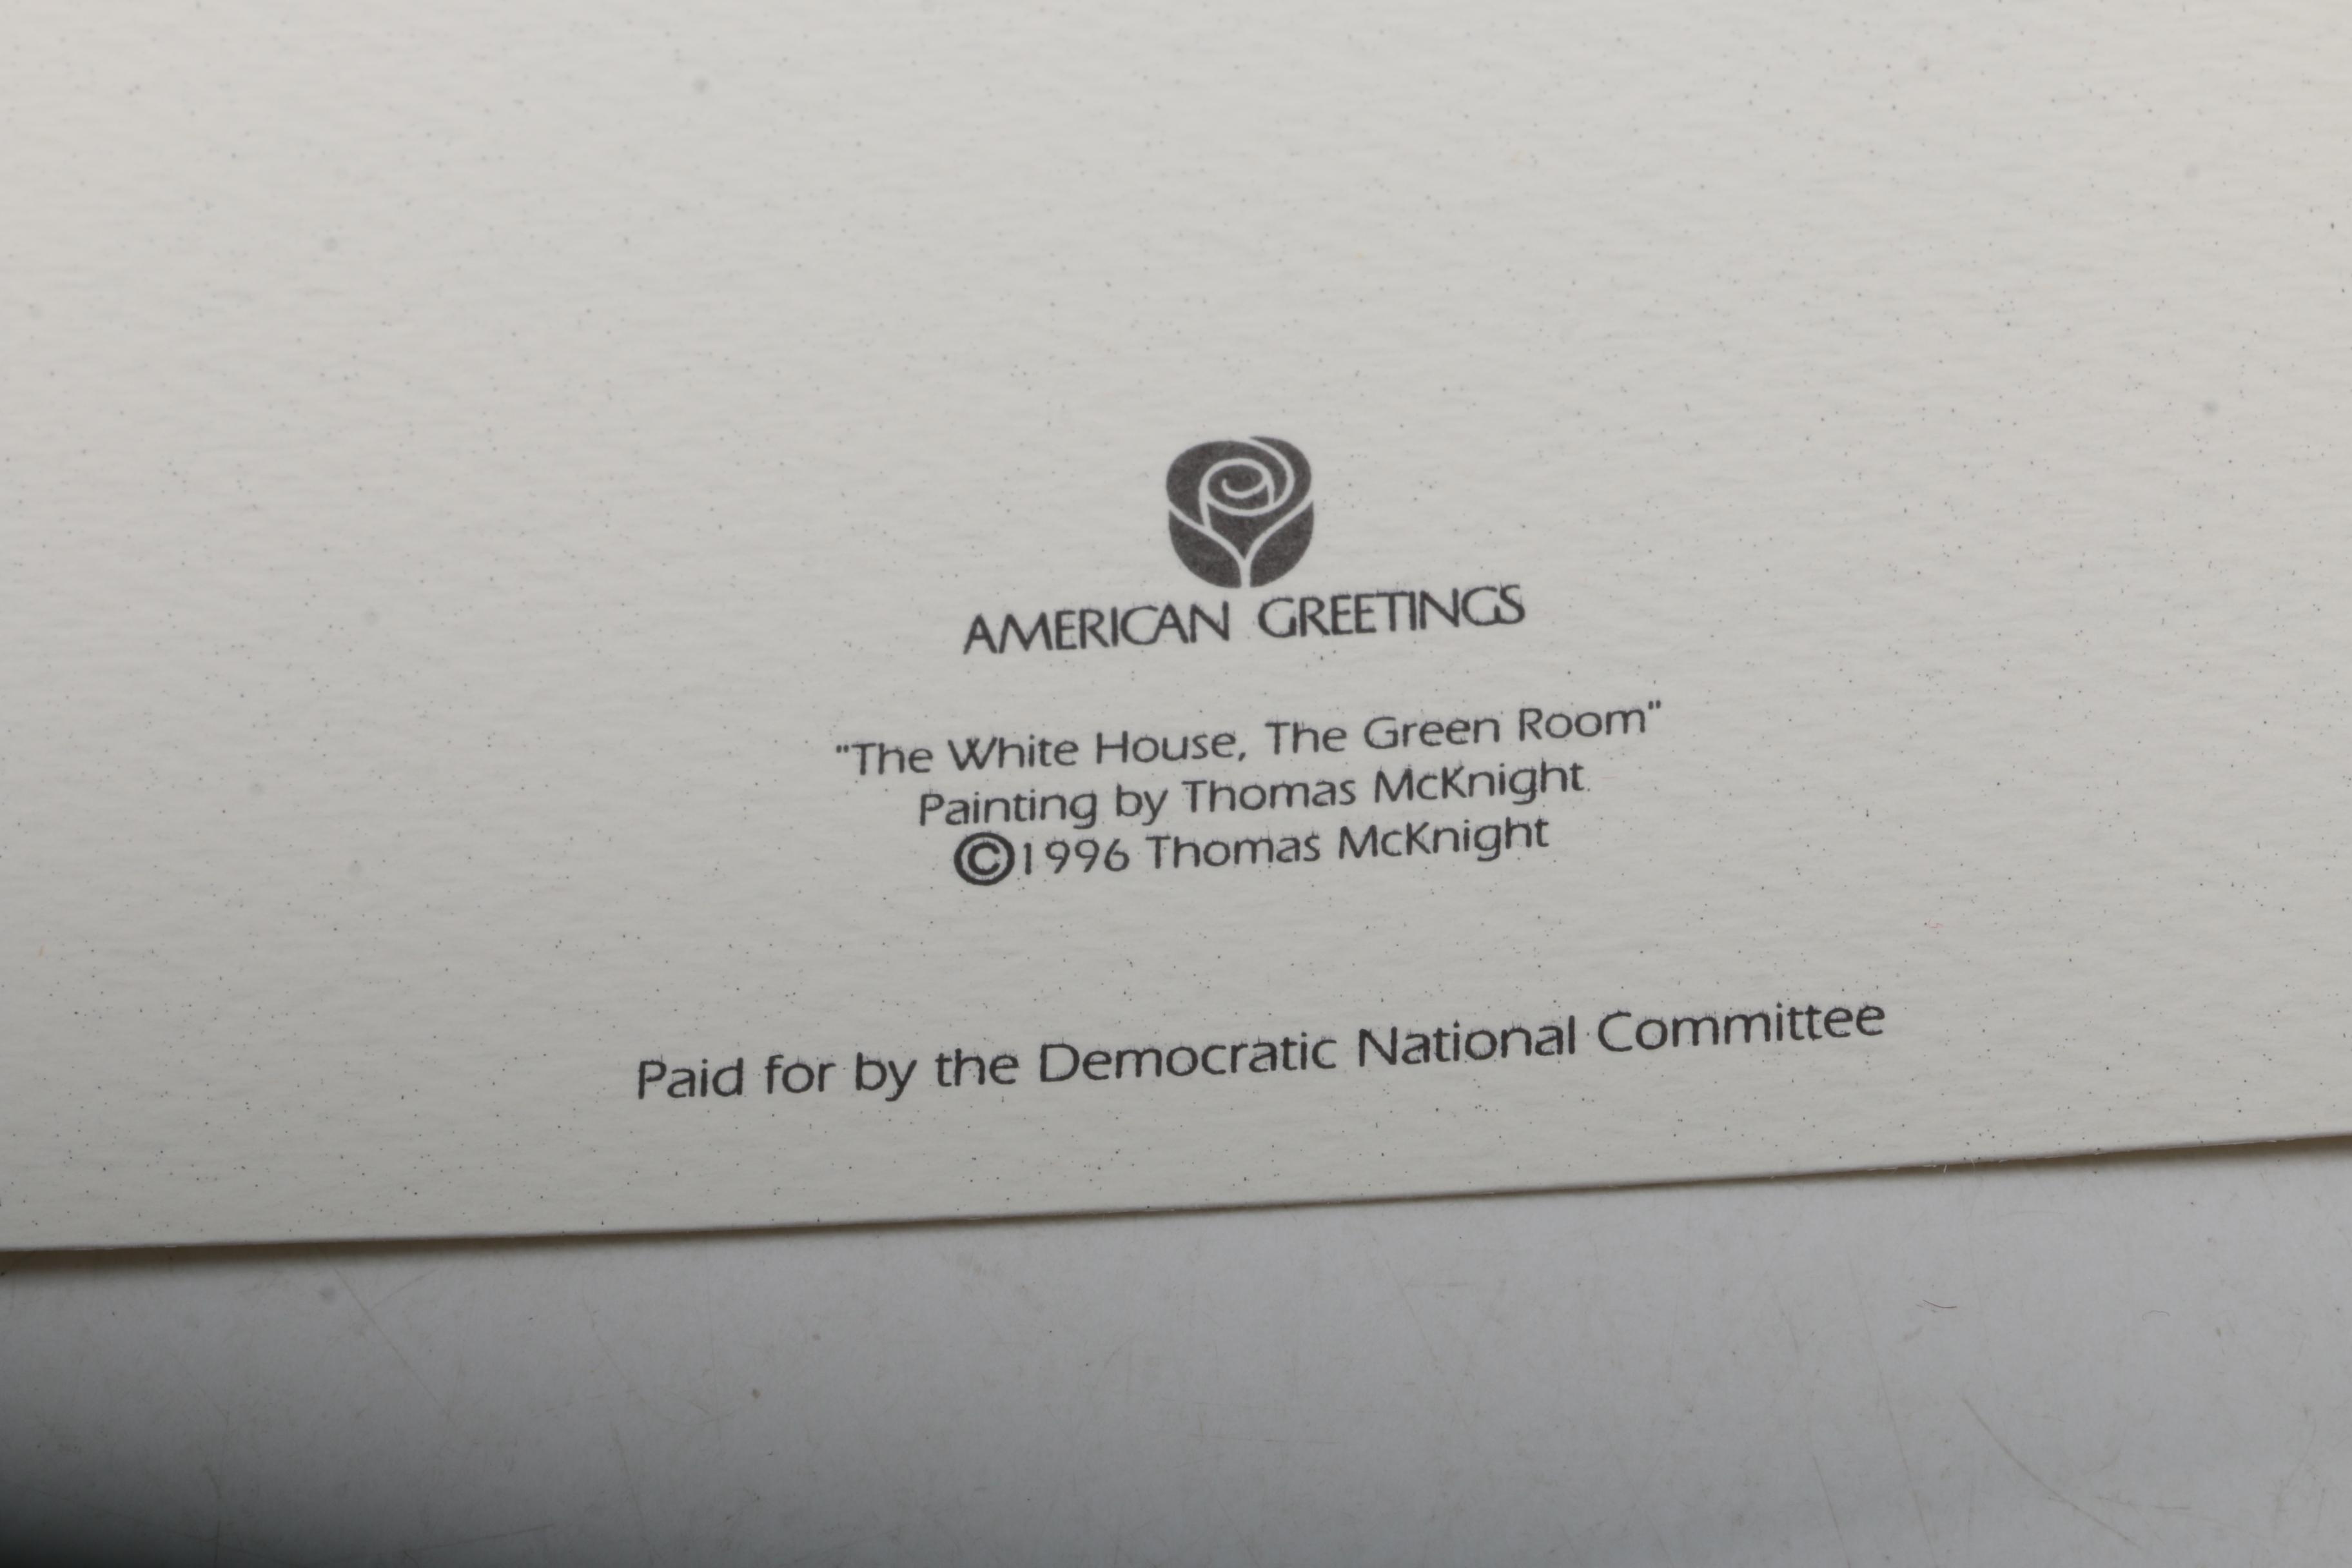 AMERICAN GREETINGS
"The White House, The Green Room"
Painting by Thomas McKnight
©1996 Thomas McKnight
Paid for by the Democratic National Committee